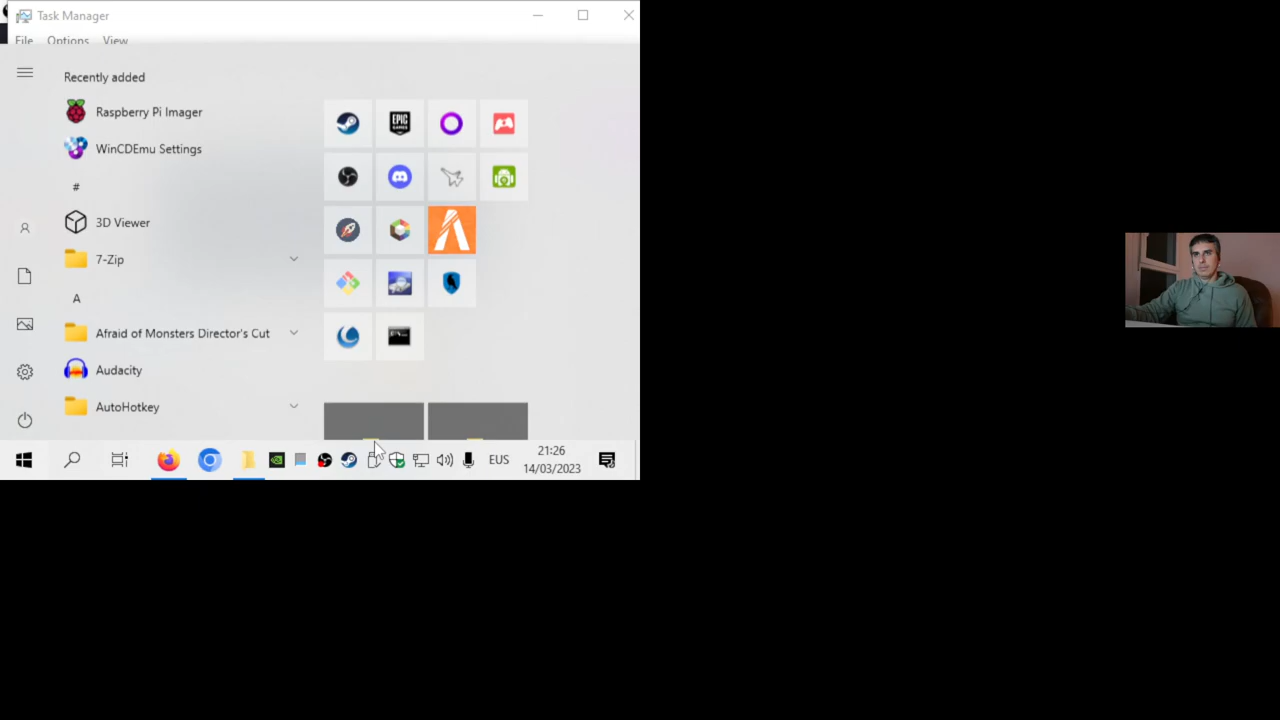 Task Manager
File Options View
Recently added
Raspberry Pi Imager
WinCDEmu Settings
#
3D Viewer
7-Zip
A
Afraid of Monsters Director's Cut
Audacity
AutoHotkey
EPIC
GAMES
EUS
21:26
14/03/2023